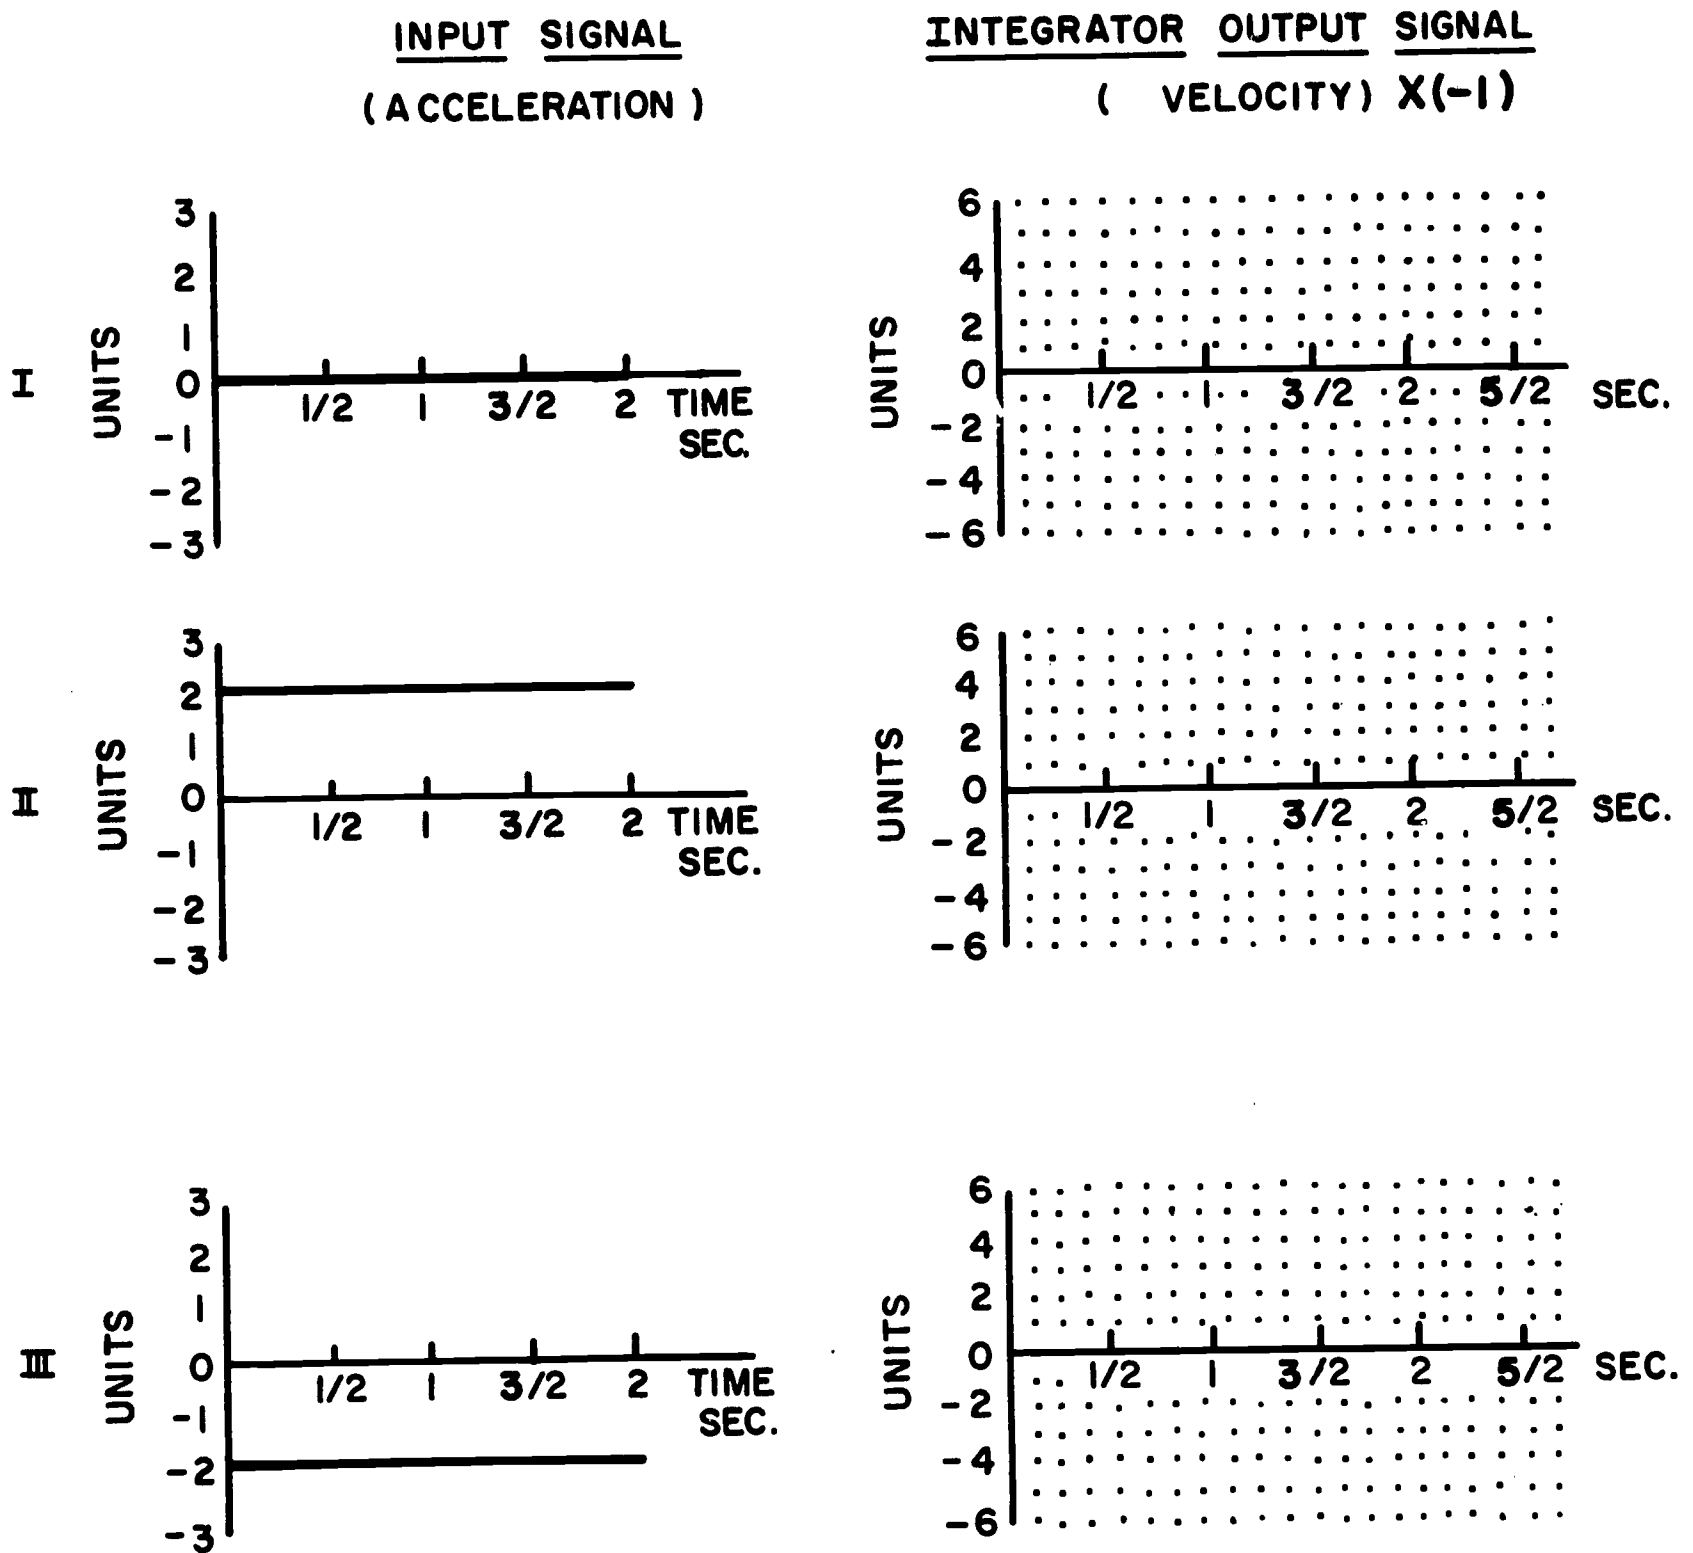 INPUT SIGNAL
(ACCELERATION)
INTEGRATOR OUTPUT SIGNAL
( VELOCITY) X(-1)
I
UNITS
3
2
1
0
-1
-2
-3
1/2 1 3/2 2 TIME
SEC.
UNITS
6
4
2
0
-2
-4
-6
1/2 1 3/2 2 5/2 SEC.
II
UNITS
3
2
1
0
-1
-2
-3
1/2 1 3/2 2 TIME
SEC.
UNITS
6
4
2
0
-2
-4
-6
1/2 1 3/2 2 5/2 SEC.
III
UNITS
3
2
1
0
-1
-2
-3
1/2 1 3/2 2 TIME
SEC.
UNITS
6
4
2
0
-2
-4
-6
1/2 1 3/2 2 5/2 SEC.